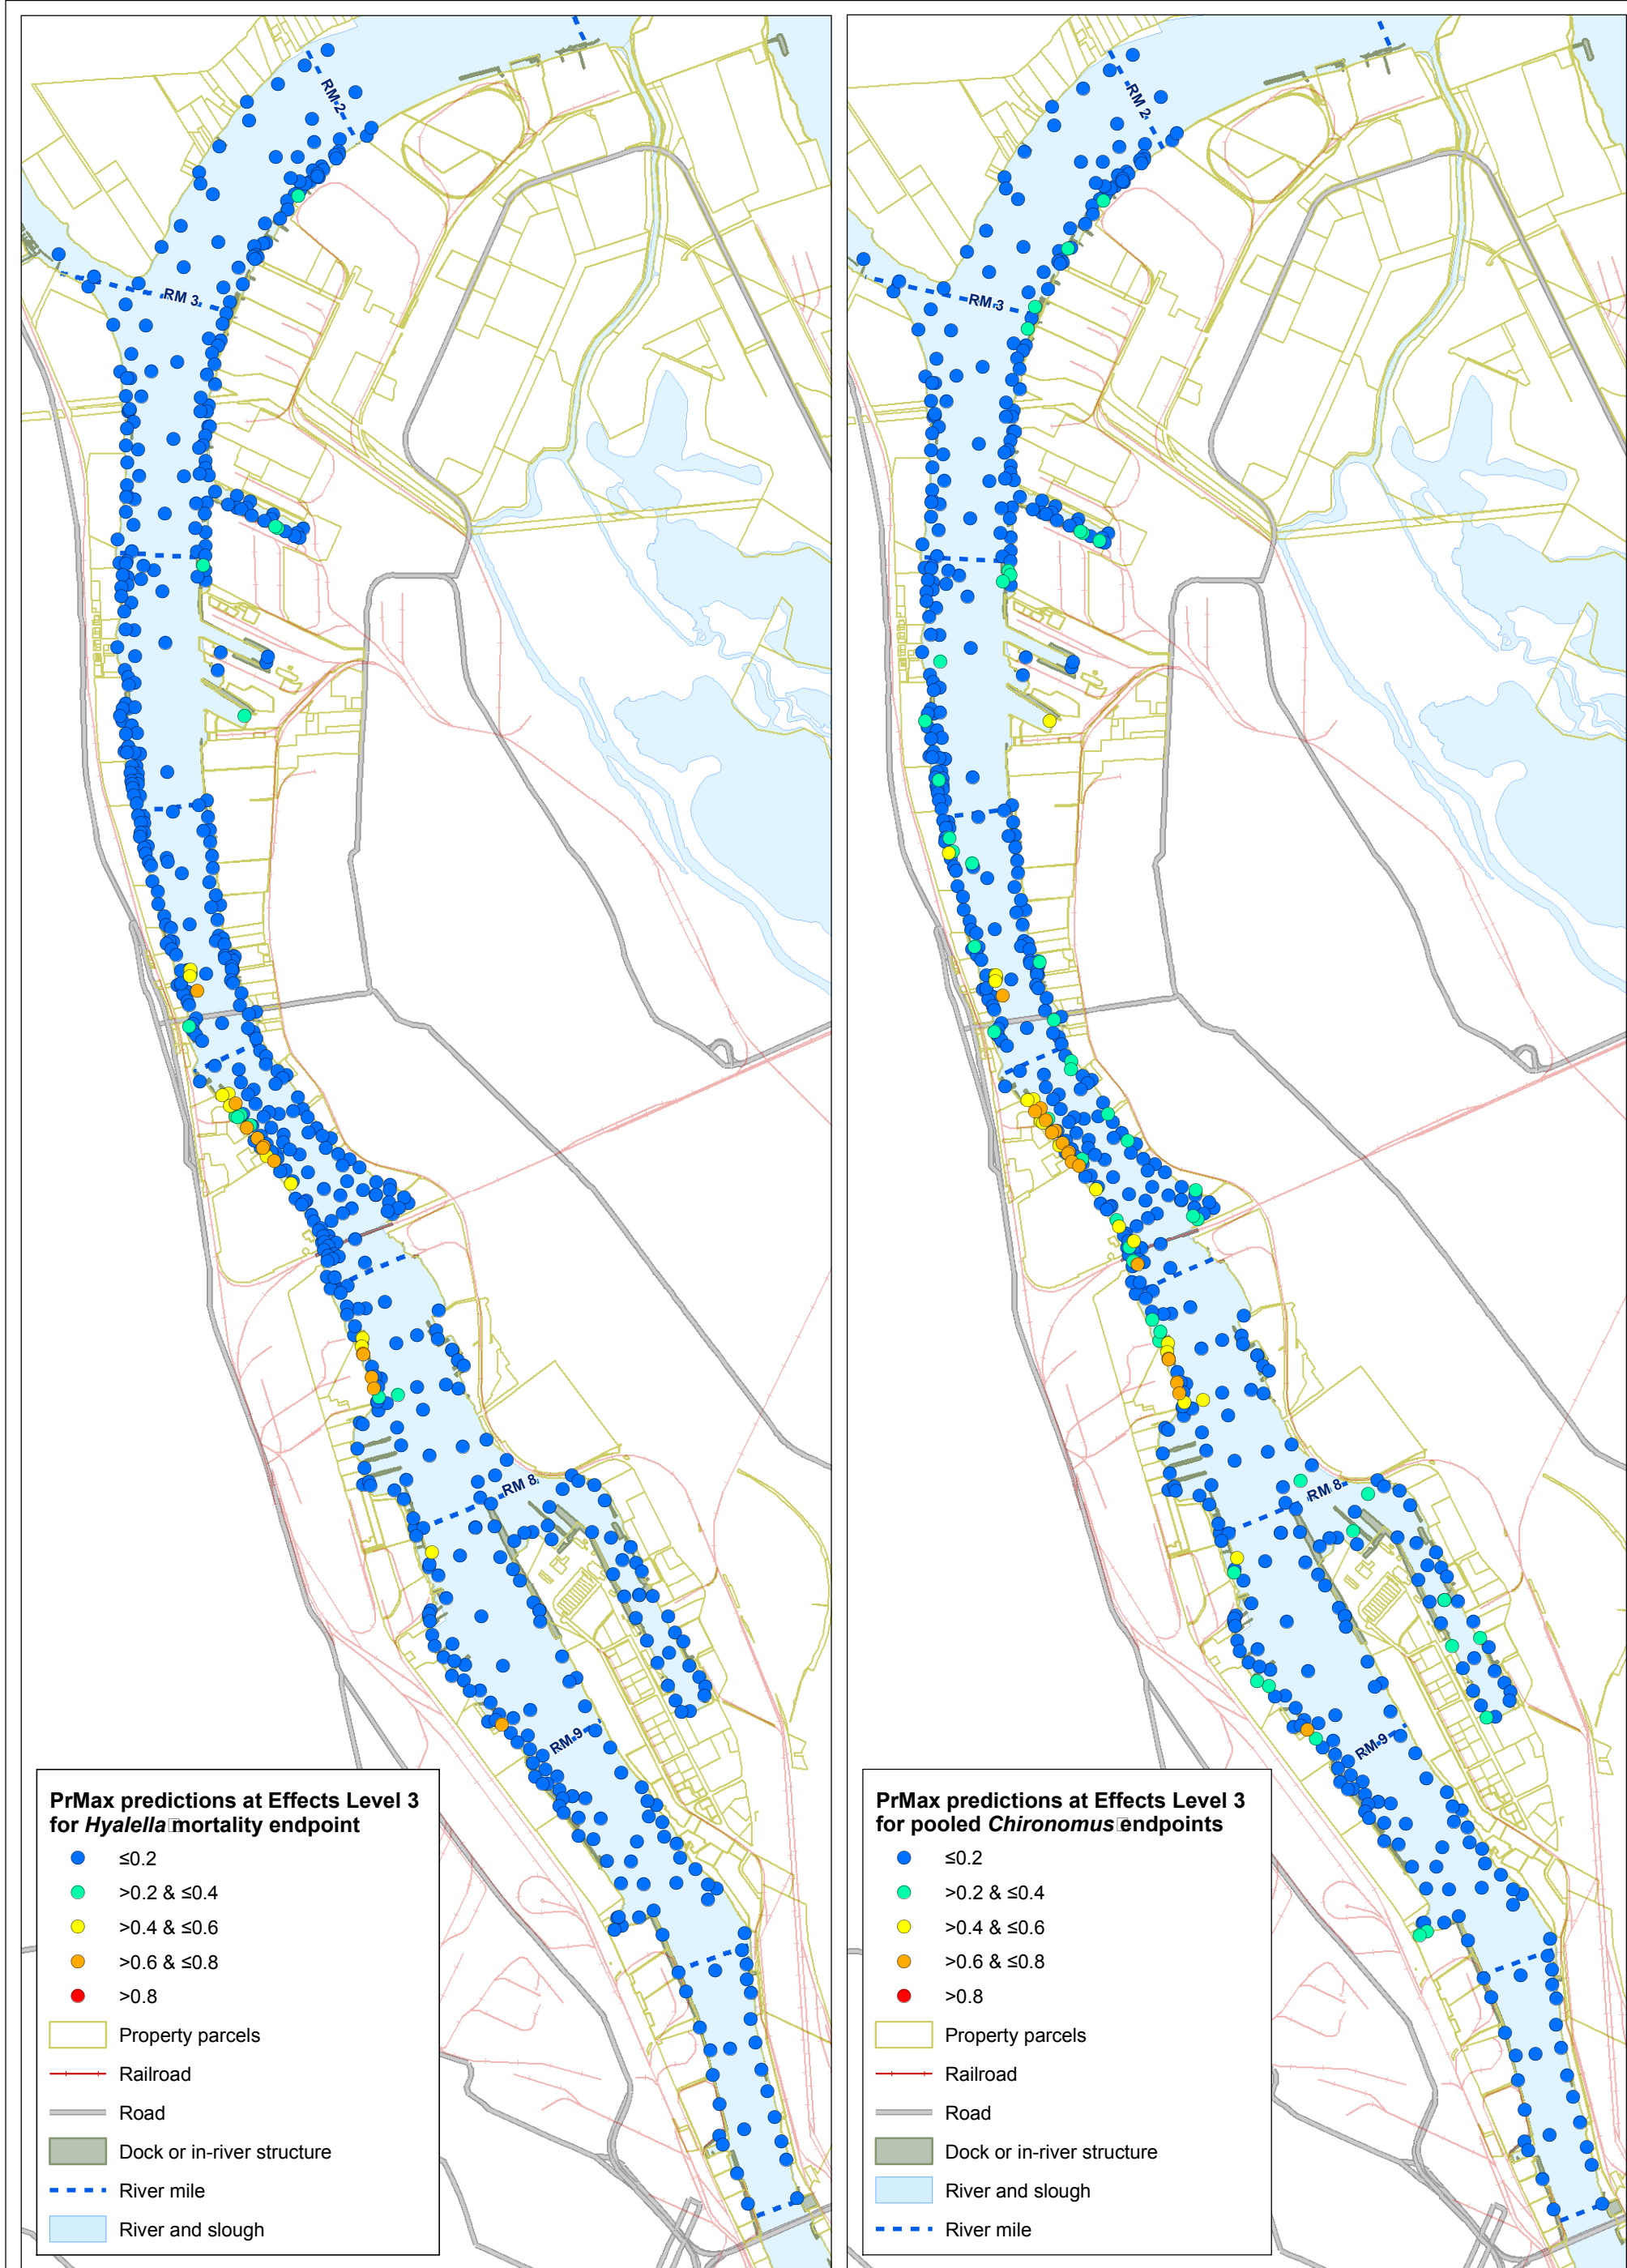 RM 2
RM 3
RM 8
RM 9
PrMax predictions at Effects Level 3
for Hyalella mortality endpoint
≤0.2
>0.2 & ≤0.4
>0.4 & ≤0.6
>0.6 & ≤0.8
>0.8
Property parcels
Railroad
Road
Dock or in-river structure
River mile
River and slough
RM 2
RM 3
RM 8
RM 9
PrMax predictions at Effects Level 3
for pooled Chironomus endpoints
≤0.2
>0.2 & ≤0.4
>0.4 & ≤0.6
>0.6 & ≤0.8
>0.8
Property parcels
Railroad
Road
Dock or in-river structure
River and slough
River mile